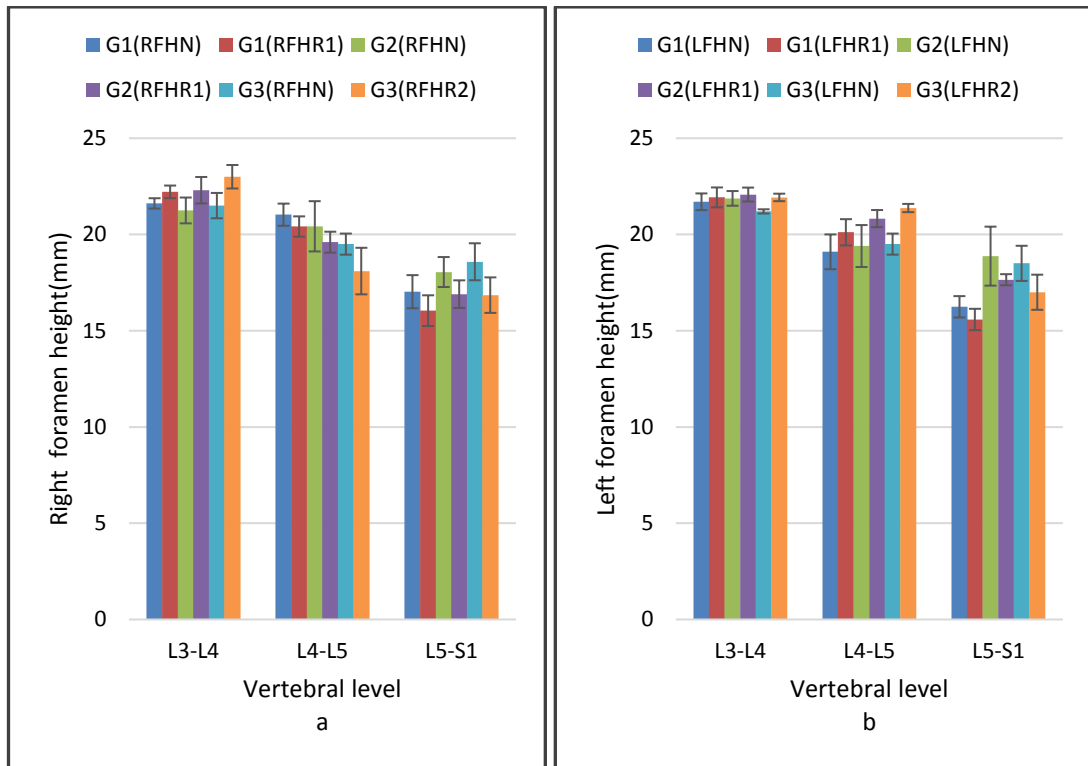 G1(RFHN) G1(RFHR1) G2(RFHN)
G2(RFHR1) G3(RFHN) G3(RFHR2)
25
20
15
10
5
0
Right foramen height(mm)
L3-L4 L4-L5 L5-S1
Vertebral level
a
G1(LFHN) G1(LFHR1) G2(LFHN)
G2(LFHR1) G3(LFHN) G3(LFHR2)
25
20
15
10
5
0
Left foramen height(mm)
L3-L4 L4-L5 L5-S1
Vertebral level
b